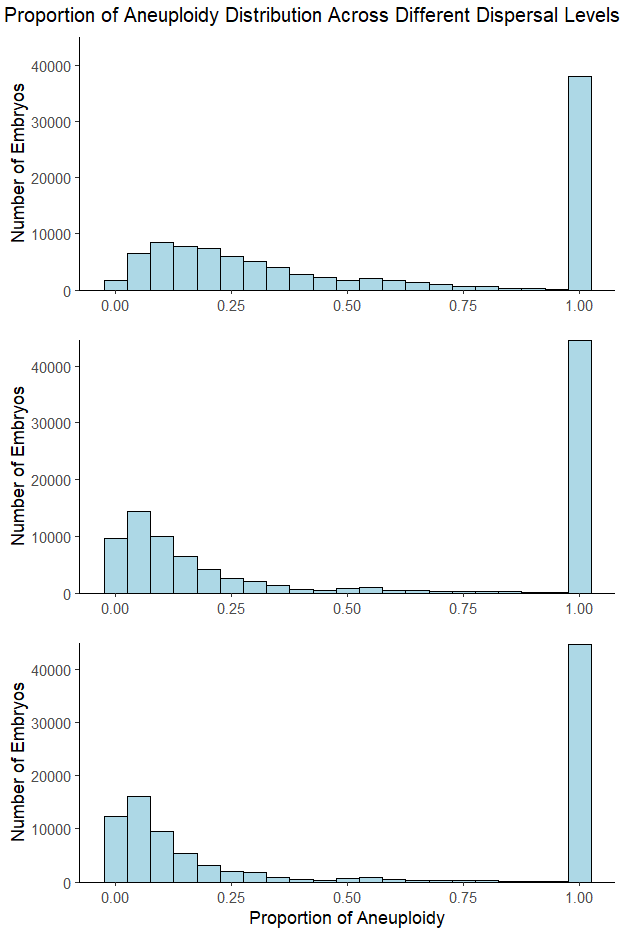 Proportion of Aneuploidy Distribution Across Different Dispersal Levels
Number of Embryos
40000
30000
20000
10000
0
0.00 0.25 0.50 0.75 1.00
Number of Embryos
40000
30000
20000
10000
0
0.00 0.25 0.50 0.75 1.00
Number of Embryos
40000
30000
20000
10000
0
0.00 0.25 0.50 0.75 1.00
Proportion of Aneuploidy